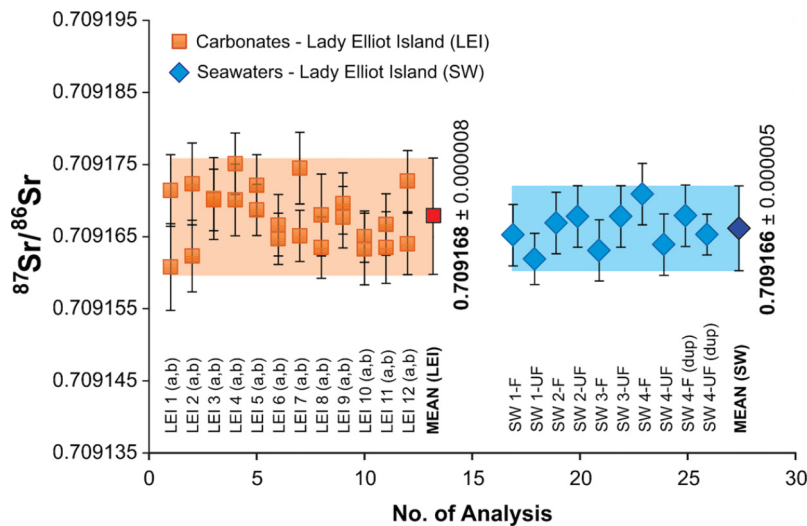 0.709195
0.709185
0.709175
0.709165
0.709155
0.709145
0.709135
87Sr/86Sr
Carbonates - Lady Elliot Island (LEI)
Seawaters - Lady Elliot Island (SW)
LEI 1 (a,b)
LEI 2 (a,b)
LEI 3 (a,b)
LEI 4 (a,b)
LEI 5 (a,b)
LEI 6 (a,b)
LEI 7 (a,b)
LEI 8 (a,b)
LEI 9 (a,b)
LEI 10 (a,b)
LEI 11 (a,b)
LEI 12 (a,b)
MEAN (LEI)
0.709168 ± 0.000008
SW 1-F
SW 1-UF
SW 2-F
SW 2-UF
SW 3-F
SW 3-UF
SW 4-F
SW 4-UF
SW 4-F (dup)
SW 4-UF (dup)
MEAN (SW)
0.709166 ± 0.000005
0 5 10 15 20 25 30
No. of Analysis